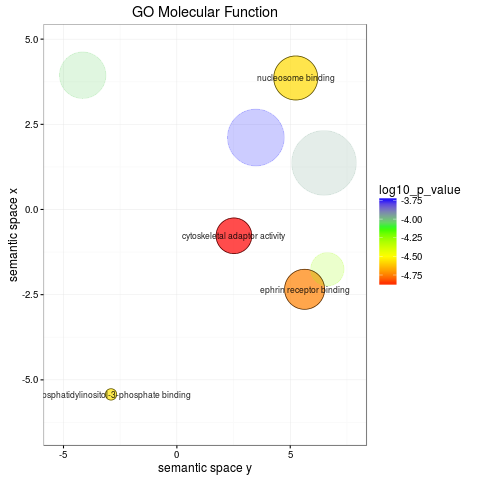 GO Molecular Function
5.0
2.5
0.0
-2.5
-5.0
semantic space x
nucleosome binding
cytoskeletal adaptor activity
ephrin receptor binding
osphatidylinositol-3-phosphate binding
-5
0
5
semantic space y
log10_p_value
-3.75
-4.00
-4.25
-4.50
-4.75